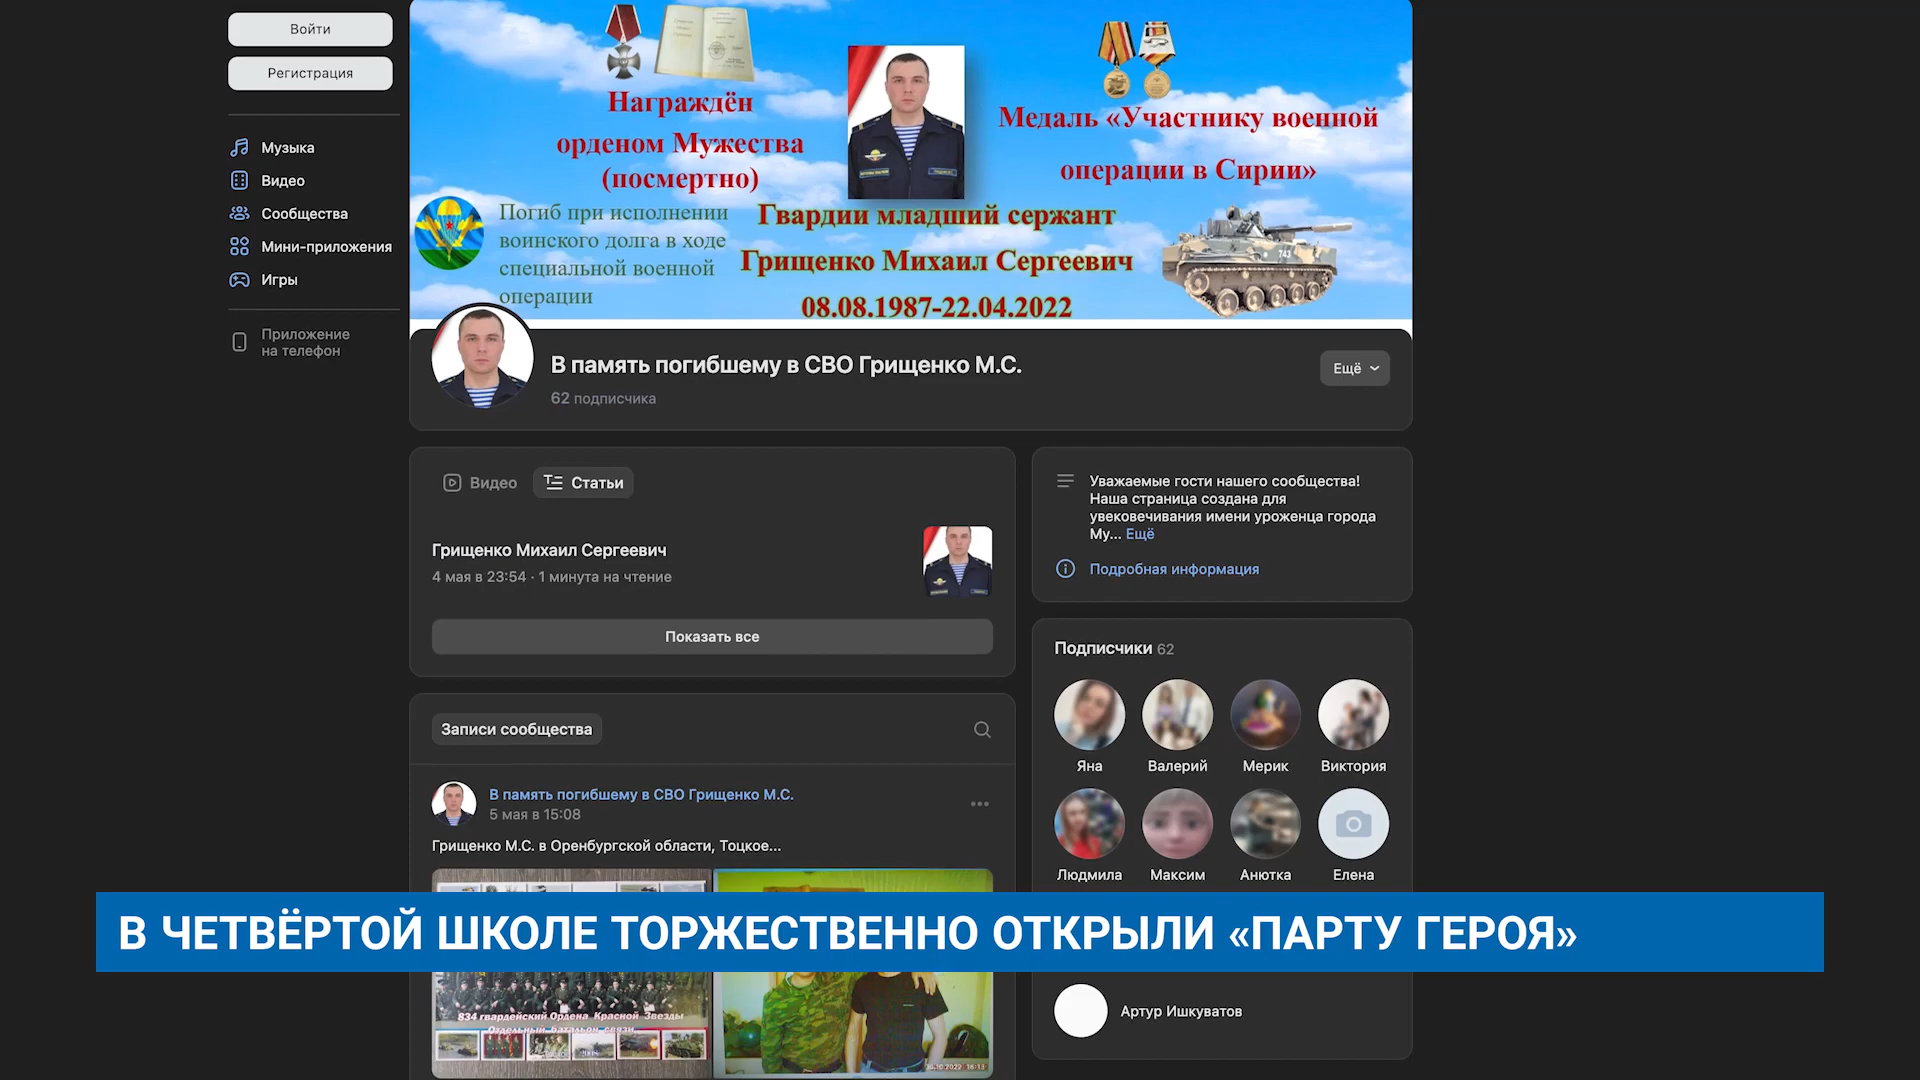 Войти
Регистрация
Музыка
Видео
Сообщества
Мини-приложения
Игры
Приложение
на телефон
Награждён
орденом Мужества
(посмертно)
Медаль «Участнику военной
операции в Сирии»
Погиб при исполнении
воинского долга в ходе
специальной военной
операции
Гвардии младший сержант
Грищенко Михаил Сергеевич
08.08.1987-22.04.2022
743
В память погибшему в СВО Грищенко М.С.
62 подписчика
Ещё
Видео
Статьи
Грищенко Михаил Сергеевич
4 мая в 23:54 · 1 минута на чтение
Показать все
Уважаемые гости нашего сообщества!
Наша страница создана для
увековечивания имени уроженца города
Му... Ещё
Подробная информация
Подписчики 62
Яна
Валерий
Мерик
Виктория
Людмила
Максим
Анютка
Елена
Записи сообщества
В память погибшему в СВО Грищенко М.С.
5 мая в 15:08
Грищенко М.С. в Оренбургской области, Тоцкое...
В ЧЕТВЁРТОЙ ШКОЛЕ ТОРЖЕСТВЕННО ОТКРЫЛИ «ПАРТУ ГЕРОЯ»
834 гвардейский Ордена Красной Звезды
Отдельный батальон связи
Артур Ишкуватов